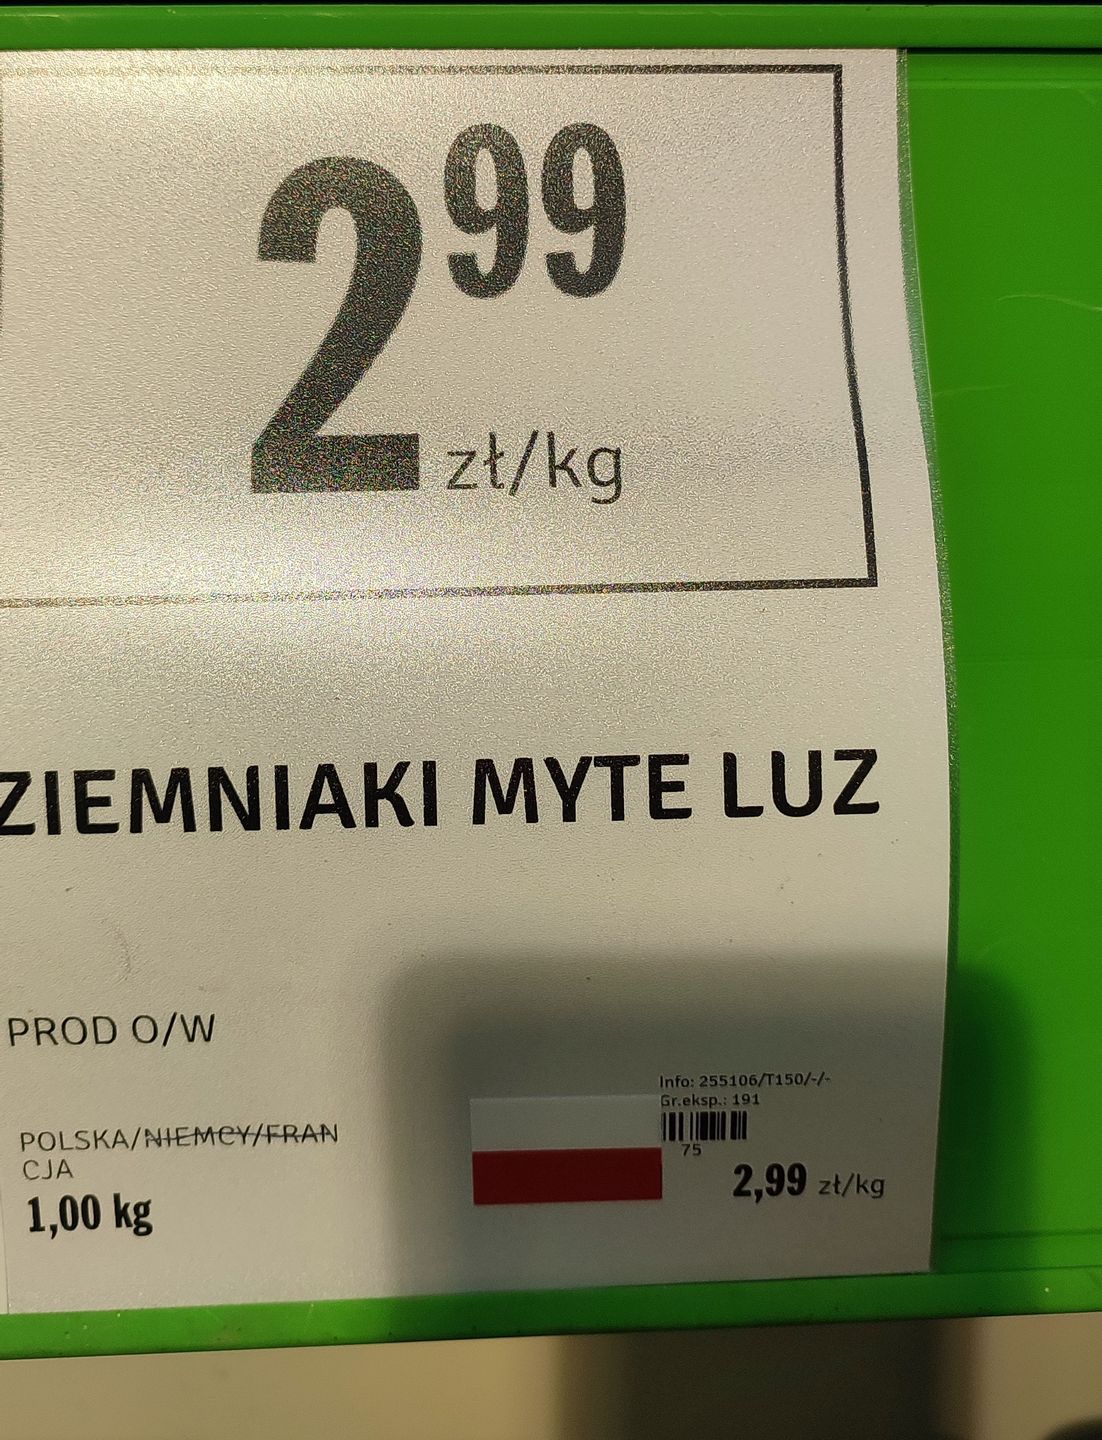 2 99
zł/kg
ZIEMNIAKI MYTE LUZ
PROD O/W
Info: 255106/T150/-/-
Gr.eksp.: 191
75
POLSKA/NIEMCY/FRAN
CJA
2,99 zł/kg
1,00 kg